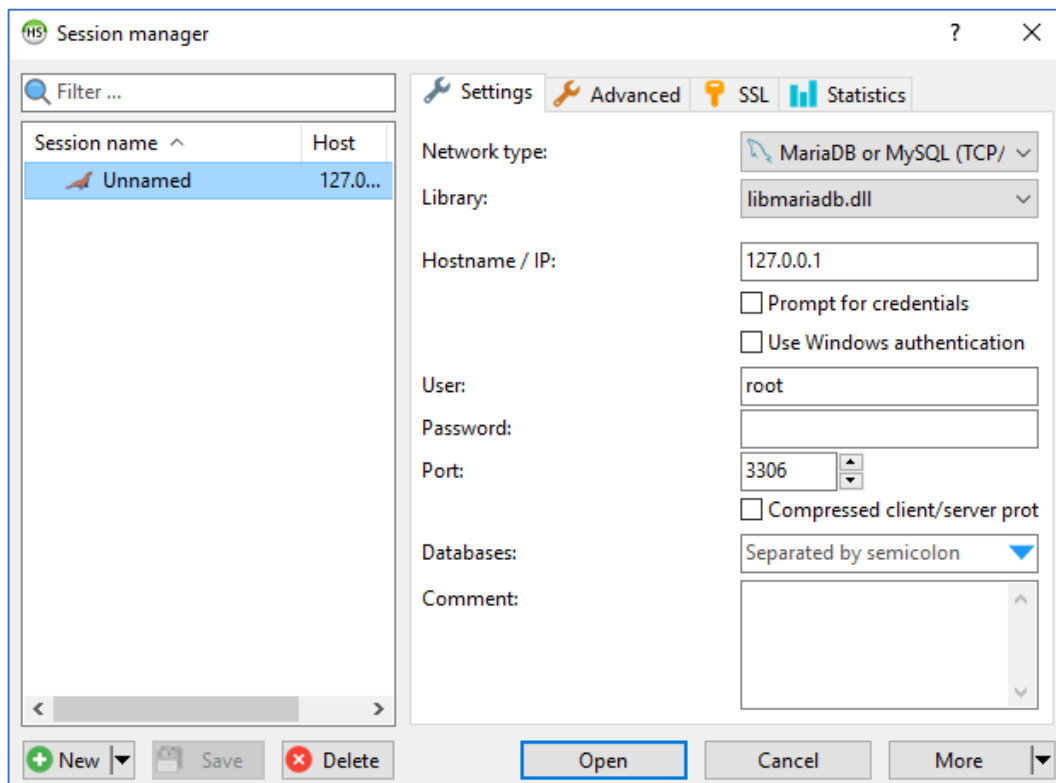 HS Session manager ?
Filter ...
Session name Host
Unnamed 127.0...
Settings Advanced SSL Statistics
Network type: MariaDB or MySQL (TCP/
Library: libmariadb.dll
Hostname / IP: 127.0.0.1
Prompt for credentials
Use Windows authentication
User: root
Password:
Port: 3306
Compressed client/server prot
Databases: Separated by semicolon
Comment:
New Save Delete Open Cancel More